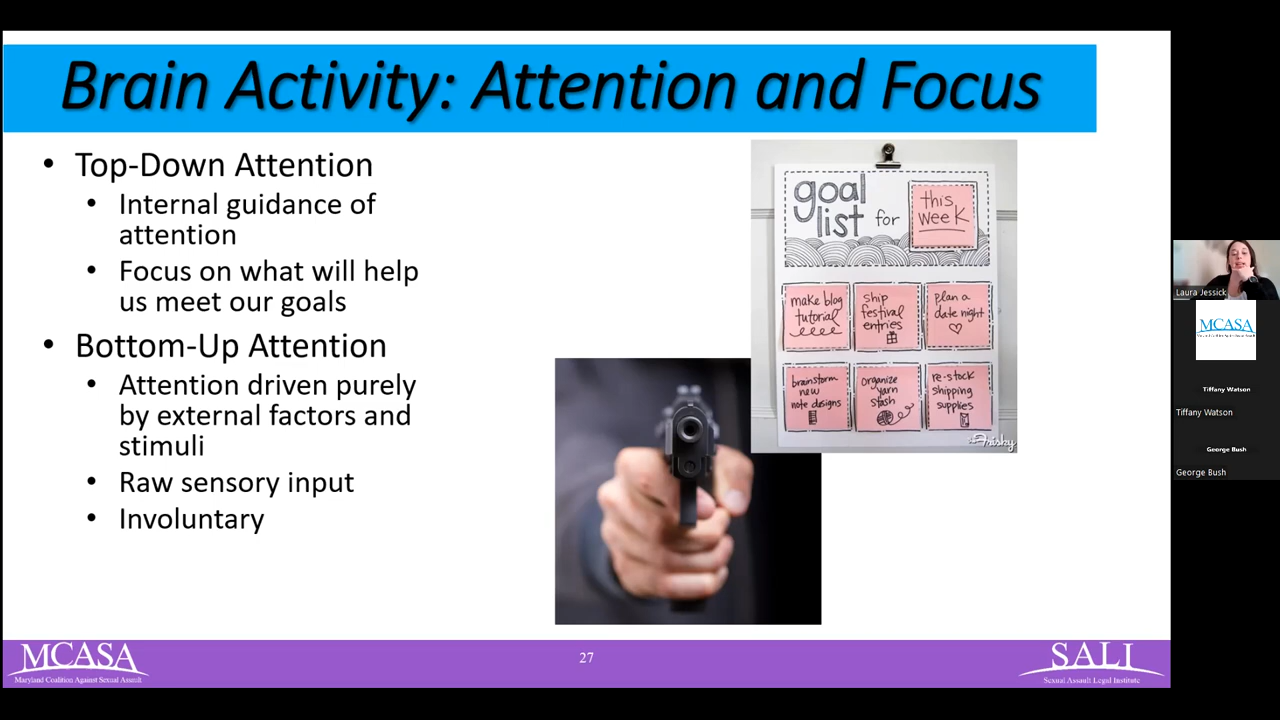 Brain Activity: Attention and Focus
• Top-Down Attention
• Internal guidance of
attention
• Focus on what will help
us meet our goals
• Bottom-Up Attention
• Attention driven purely
by external factors and
stimuli
• Raw sensory input
• Involuntary
goal
list for
this
week
make blog
tutorial
ship
festival
entries
plan a
date night
brainstorm
new
note designs
organize
yarn
stash
re-stock
shipping
supplies
Frisky
MCASA
Maryland Coalition Against Sexual Assault
27
SALI
Sexual Assault Legal Institute
Laura Jessick
MCASA
Tiffany Watson
Tiffany Watson
George Bush
George Bush